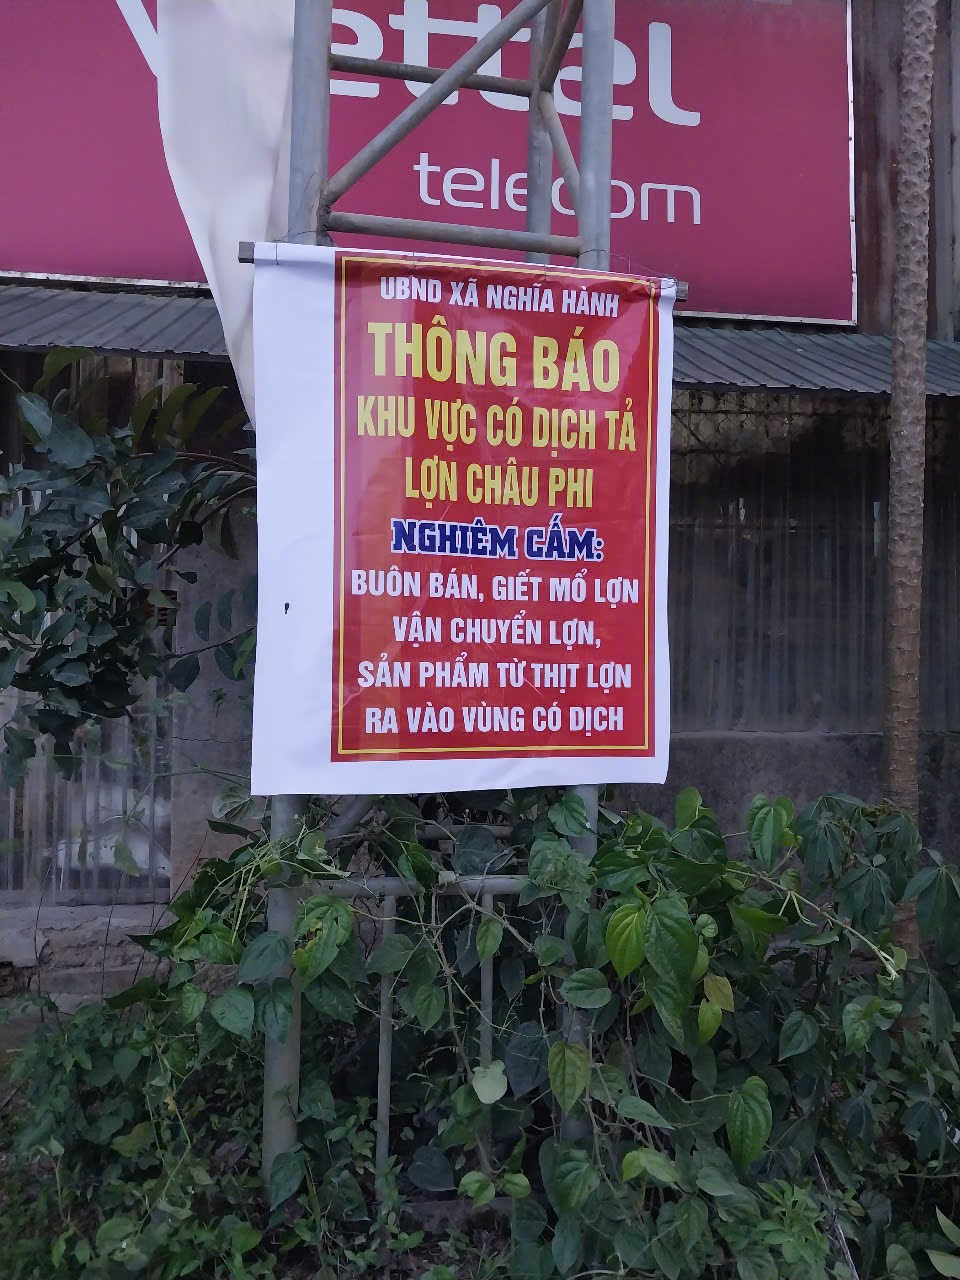 viettel
telecom
UBND XÃ NGHĨA HÀNH
THÔNG BÁO
KHU VỰC CÓ DỊCH TẢ
LỢN CHÂU PHI
NGHIÊM CẤM:
BUÔN BÁN, GIẾT MỔ LỢN
VẬN CHUYỂN LỢN,
SẢN PHẨM TỪ THỊT LỢN
RA VÀO VÙNG CÓ DỊCH